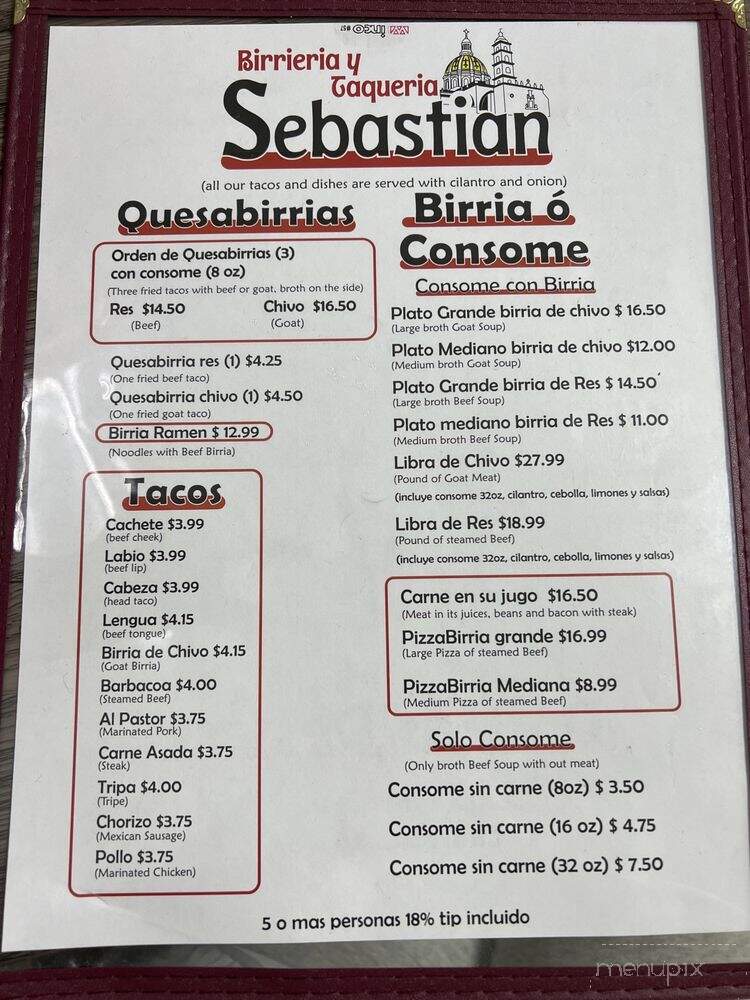 Birrieria y
Taqueria
Sebastian
(all our tacos and dishes are served with cilantro and onion)
Quesabirrias
Orden de Quesabirrias (3)
con consome (8 oz)
(Three fried tacos with beef or goat, broth on the side)
Res $14.50 Chivo $16.50
(Beef) (Goat)
Quesabirria res (1) $4.25
(One fried beef taco)
Quesabirria chivo (1) $4.50
(One fried goat taco)
Birria Ramen $ 12.99
(Noodles with Beef Birria)
Tacos
Cachete $3.99
(beef cheek)
Labio $3.99
(beef lip)
Cabeza $3.99
(head taco)
Lengua $4.15
(beef tongue)
Birria de Chivo $4.15
(Goat Birria)
Barbacoa $4.00
(Steamed Beef)
Al Pastor $3.75
(Marinated Pork)
Carne Asada $3.75
(Steak)
Tripa $4.00
(Tripe)
Chorizo $3.75
(Mexican Sausage)
Pollo $3.75
(Marinated Chicken)
Birria ó
Consome
Consome con Birria
Plato Grande birria de chivo $ 16.50
(Large broth Goat Soup)
Plato Mediano birria de chivo $12.00
(Medium broth Goat Soup)
Plato Grande birria de Res $ 14.50
(Large broth Beef Soup)
Plato mediano birria de Res $ 11.00
(Medium broth Beef Soup)
Libra de Chivo $27.99
(Pound of Goat Meat)
(incluye consome 32oz, cilantro, cebolla, limones y salsas)
Libra de Res $18.99
(Pound of steamed Beef)
(incluye consome 32oz, cilantro, cebolla, limones y salsas)
Carne en su jugo $16.50
(Meat in its juices, beans and bacon with steak)
PizzaBirria grande $16.99
(Large Pizza of steamed Beef)
PizzaBirria Mediana $8.99
(Medium Pizza of steamed Beef)
Solo Consome
(Only broth Beef Soup with out meat)
Consome sin carne (8oz) $ 3.50
Consome sin carne (16 oz) $ 4.75
Consome sin carne (32 oz) $ 7.50
5 o mas personas 18% tip incluido
menupix